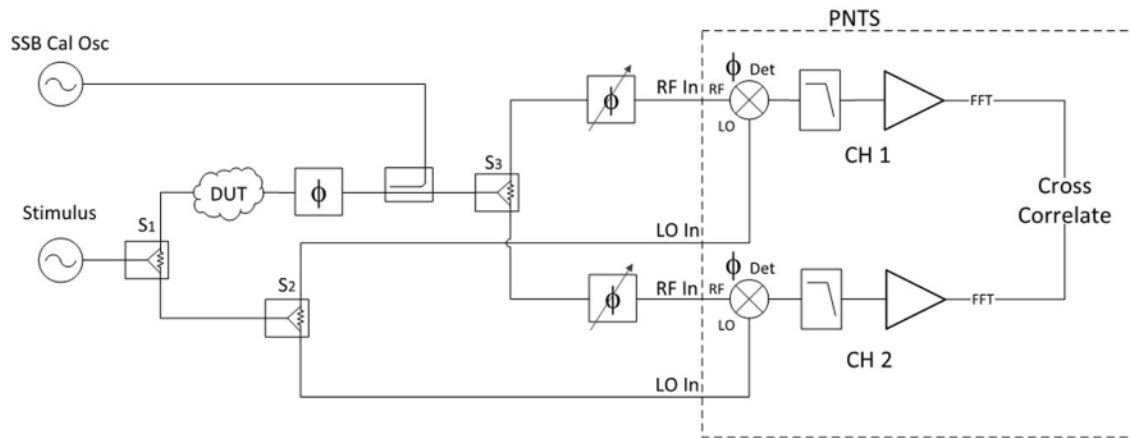 PNTS
SSB Cal Osc
ϕ Det
RF In
RF
LO
FFT
CH 1
ϕ
S3
DUT
ϕ
Stimulus
S1
Cross
Correlate
LO In
S2
ϕ Det
RF In
RF
LO
FFT
ϕ
CH 2
LO In